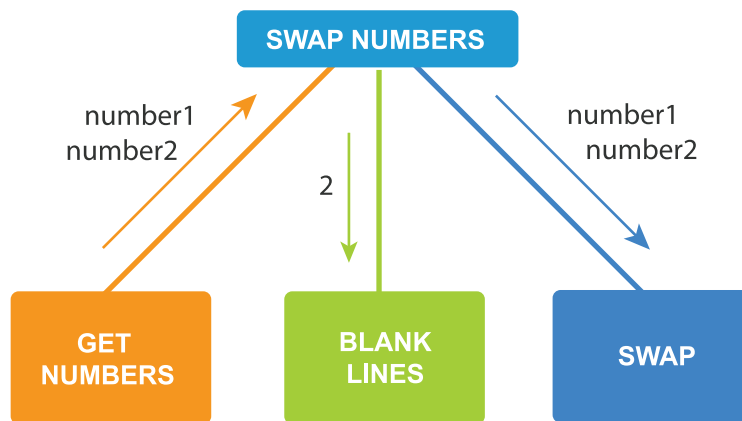 SWAP NUMBERS
number1
number2
2
number1
number2
GET
NUMBERS
BLANK
LINES
SWAP